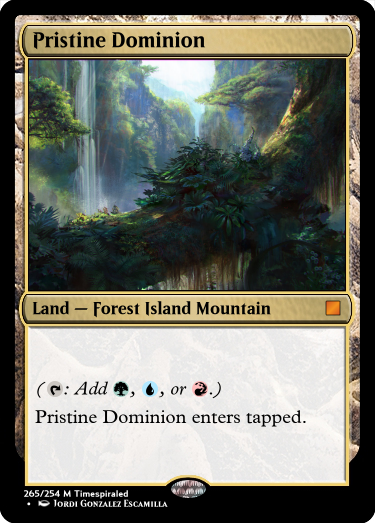 Pristine Dominion
Land — Forest Island Mountain
( : Add , , or .)
Pristine Dominion enters tapped.
265/254 M Timespiraled
• Jordi Gonzalez Escamilla